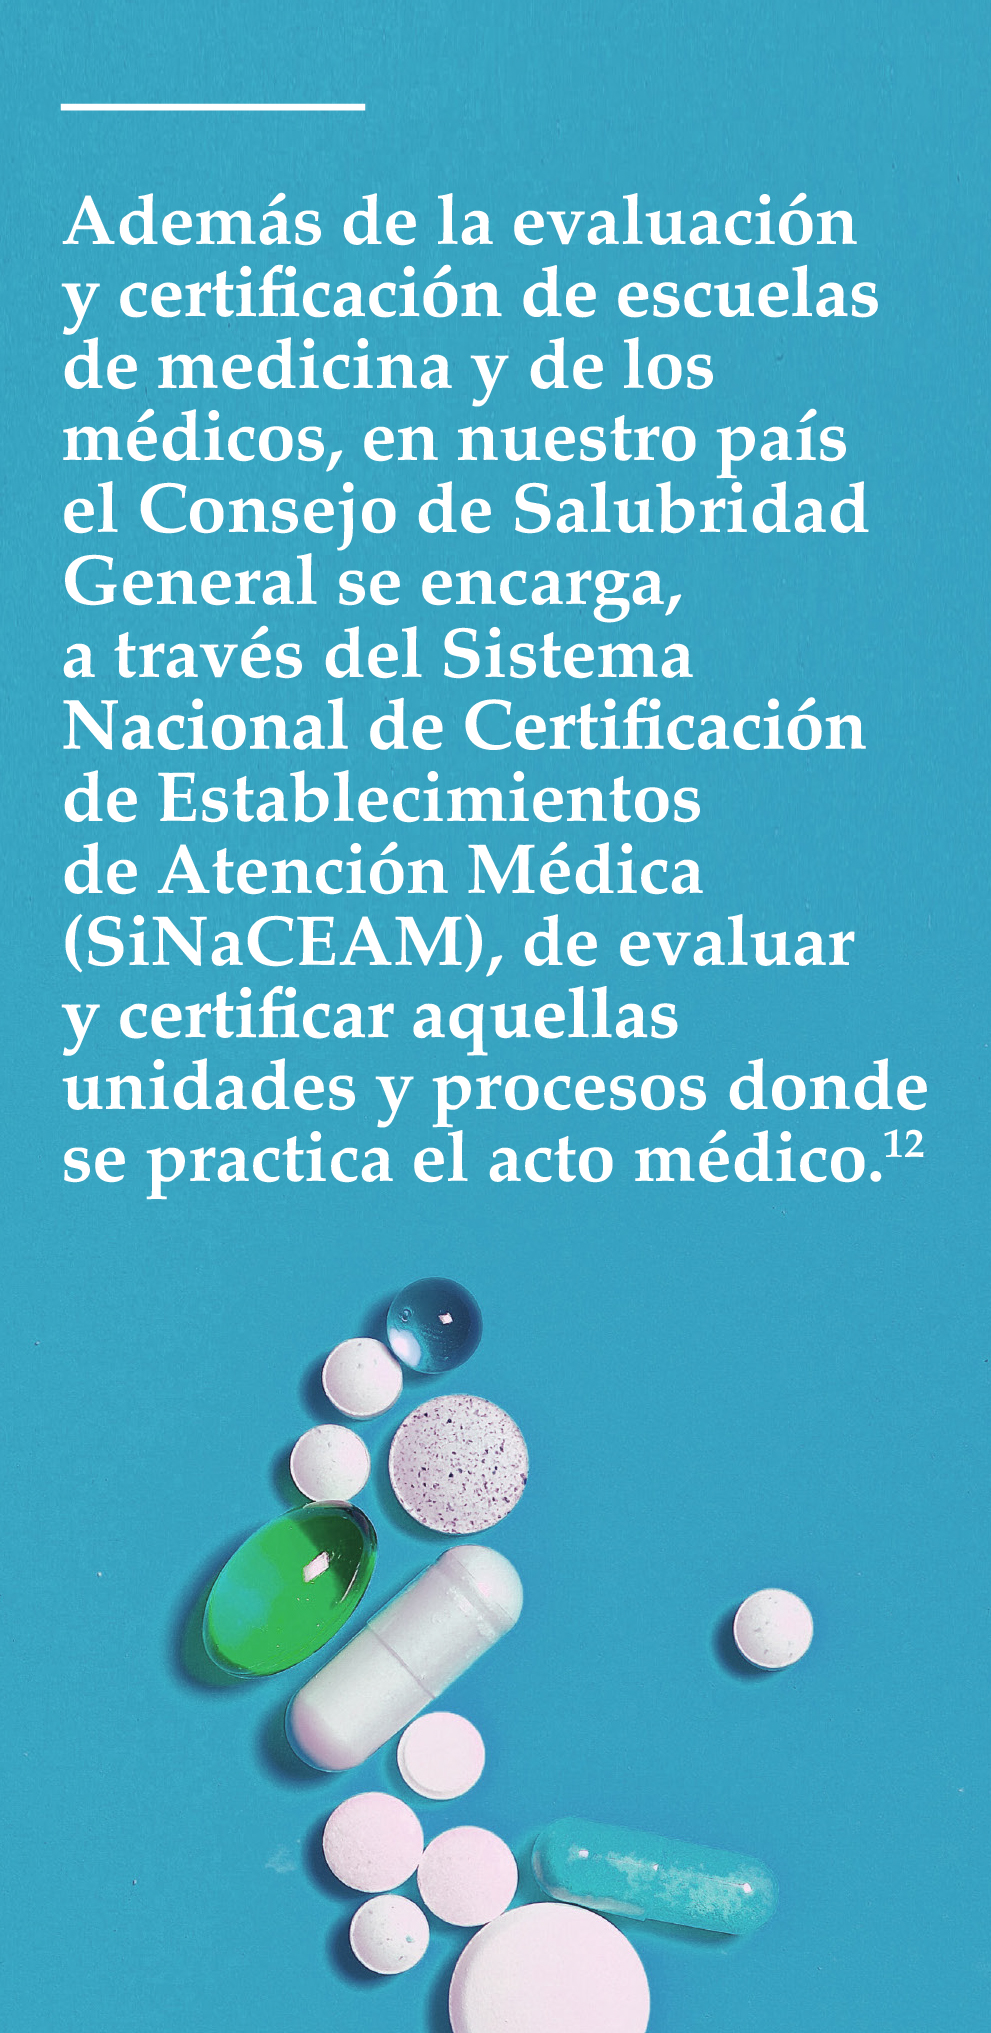 Además de la evaluación
y certificación de escuelas
de medicina y de los
médicos, en nuestro país
el Consejo de Salubridad
General se encarga,
a través del Sistema
Nacional de Certificación
de Establecimientos
de Atención Médica
(SiNaCEAM), de evaluar
y certificar aquellas
unidades y procesos donde
se practica el acto médico.¹²